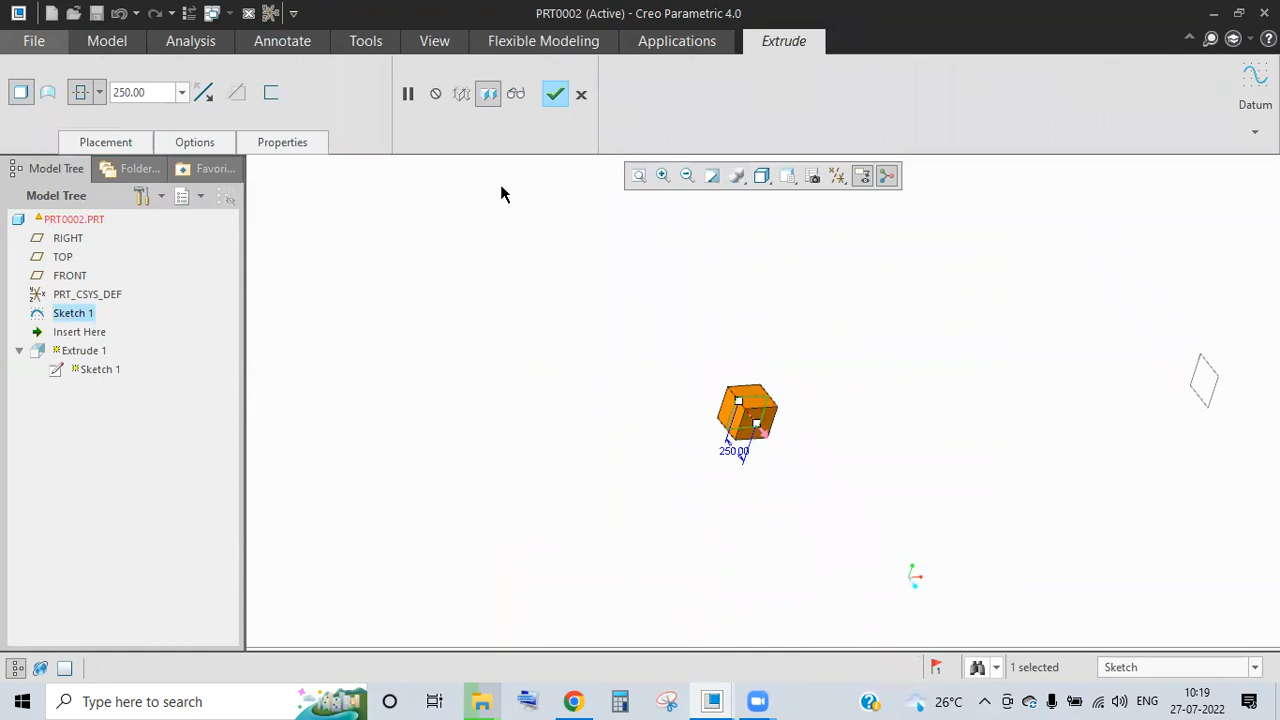 PRT0002 (Active) - Creo Parametric 4.0
File Model Analysis Annotate Tools View Flexible Modeling Applications Extrude
250.00
Datum
Placement Options Properties
Model Tree Folder... Favori...
Model Tree
PRT0002.PRT
RIGHT
TOP
FRONT
PRT_CSYS_DEF
Sketch 1
Insert Here
Extrude 1
Sketch 1
250.00
1 selected Sketch
Type here to search
26°C ENG 10:19
27-07-2022